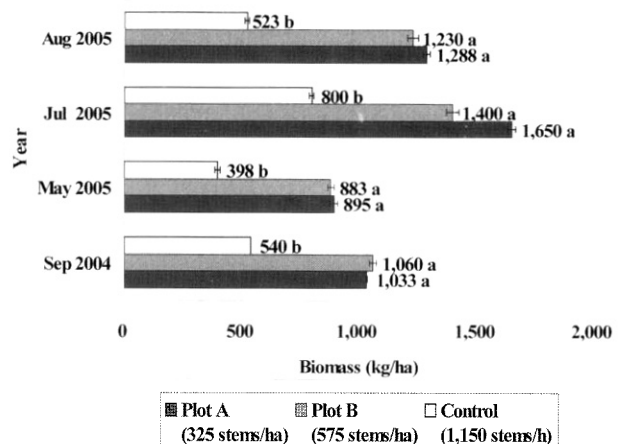 523 b
Aug 2005
1,230 a
1,288 a
800 b
Jul 2005
1,400 a
1,650 a
Year
398 b
May 2005
883 a
895 a
540 b
Sep 2004
1,060 a
1,033 a
0 500 1,000 1,500 2,000
Biomass (kg/ha)
Plot A Plot B Control
(325 stems/ha) (575 stems/ha) (1,150 stems/h)